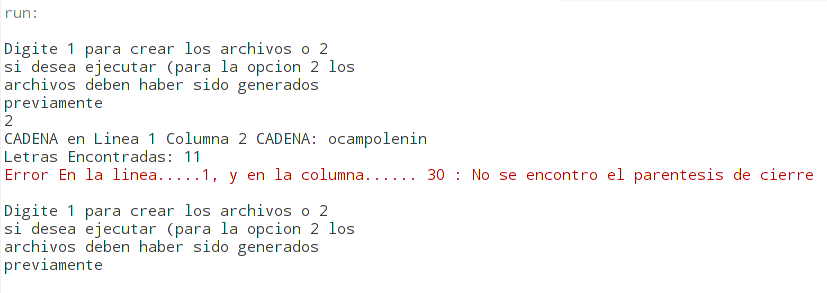 run:
Digite 1 para crear los archivos o 2
si desea ejecutar (para la opcion 2 los
archivos deben haber sido generados
previamente
2
CADENA en Linea 1 Columna 2 CADENA: ocampolenin
Letras Encontradas: 11
Error En la linea.....1, y en la columna...... 30 : No se encontro el parentesis de cierre
Digite 1 para crear los archivos o 2
si desea ejecutar (para la opcion 2 los
archivos deben haber sido generados
previamente